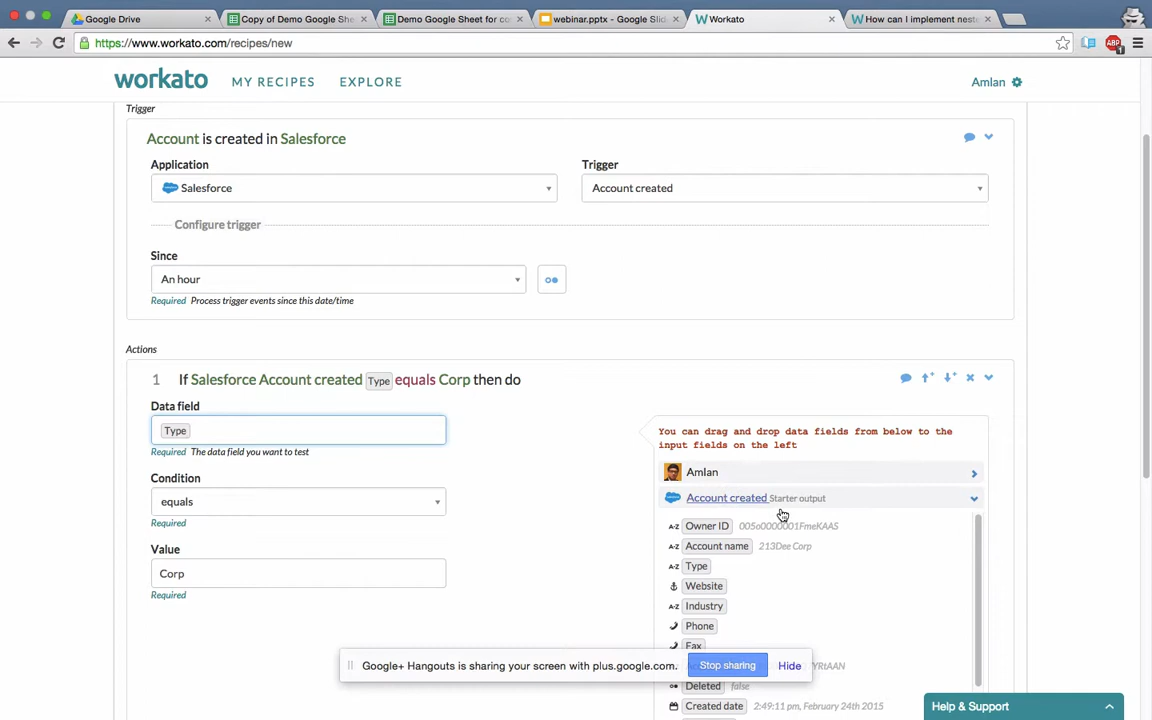 Google Drive
Copy of Demo Google She
Demo Google Sheet for co
webinar.pptx - Google Slid
Workato
How can I implement nest
https://www.workato.com/recipes/new
ABP
1
workato
MY RECIPES
EXPLORE
Amlan
Trigger
Account is created in Salesforce
Application
Trigger
Salesforce
Account created
Configure trigger
Since
An hour
Required Process trigger events since this date/time
Actions
1 If Salesforce Account created Type equals Corp then do
Data field
Type
Required The data field you want to test
Condition
equals
Required
Value
Corp
Required
You can drag and drop data fields from below to the
input fields on the left
Amlan
Account created Starter output
A-Z Owner ID 005o0000001FmeKAAS
A-Z Account name 213Dee Corp
A-Z Type
Website
A-Z Industry
Phone
Fax
Google+ Hangouts is sharing your screen with plus.google.com.
Stop sharing
Hide
YRtAAN
Deleted false
Created date 2:49:11 pm, February 24th 2015
Help & Support